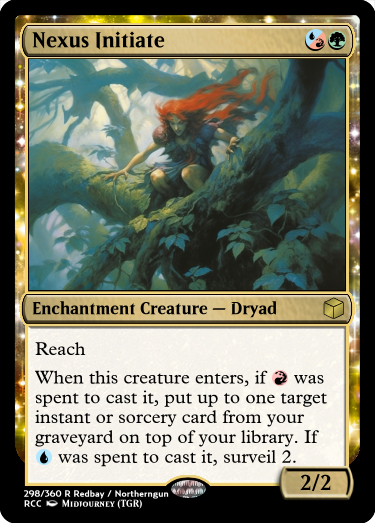 Nexus Initiate
Enchantment Creature — Dryad
Reach
When this creature enters, if was
spent to cast it, put up to one target
instant or sorcery card from your
graveyard on top of your library. If
was spent to cast it, surveil 2.
2/2
298/360 R Redbay / Northerngun
RCC Midjourney (TGR)